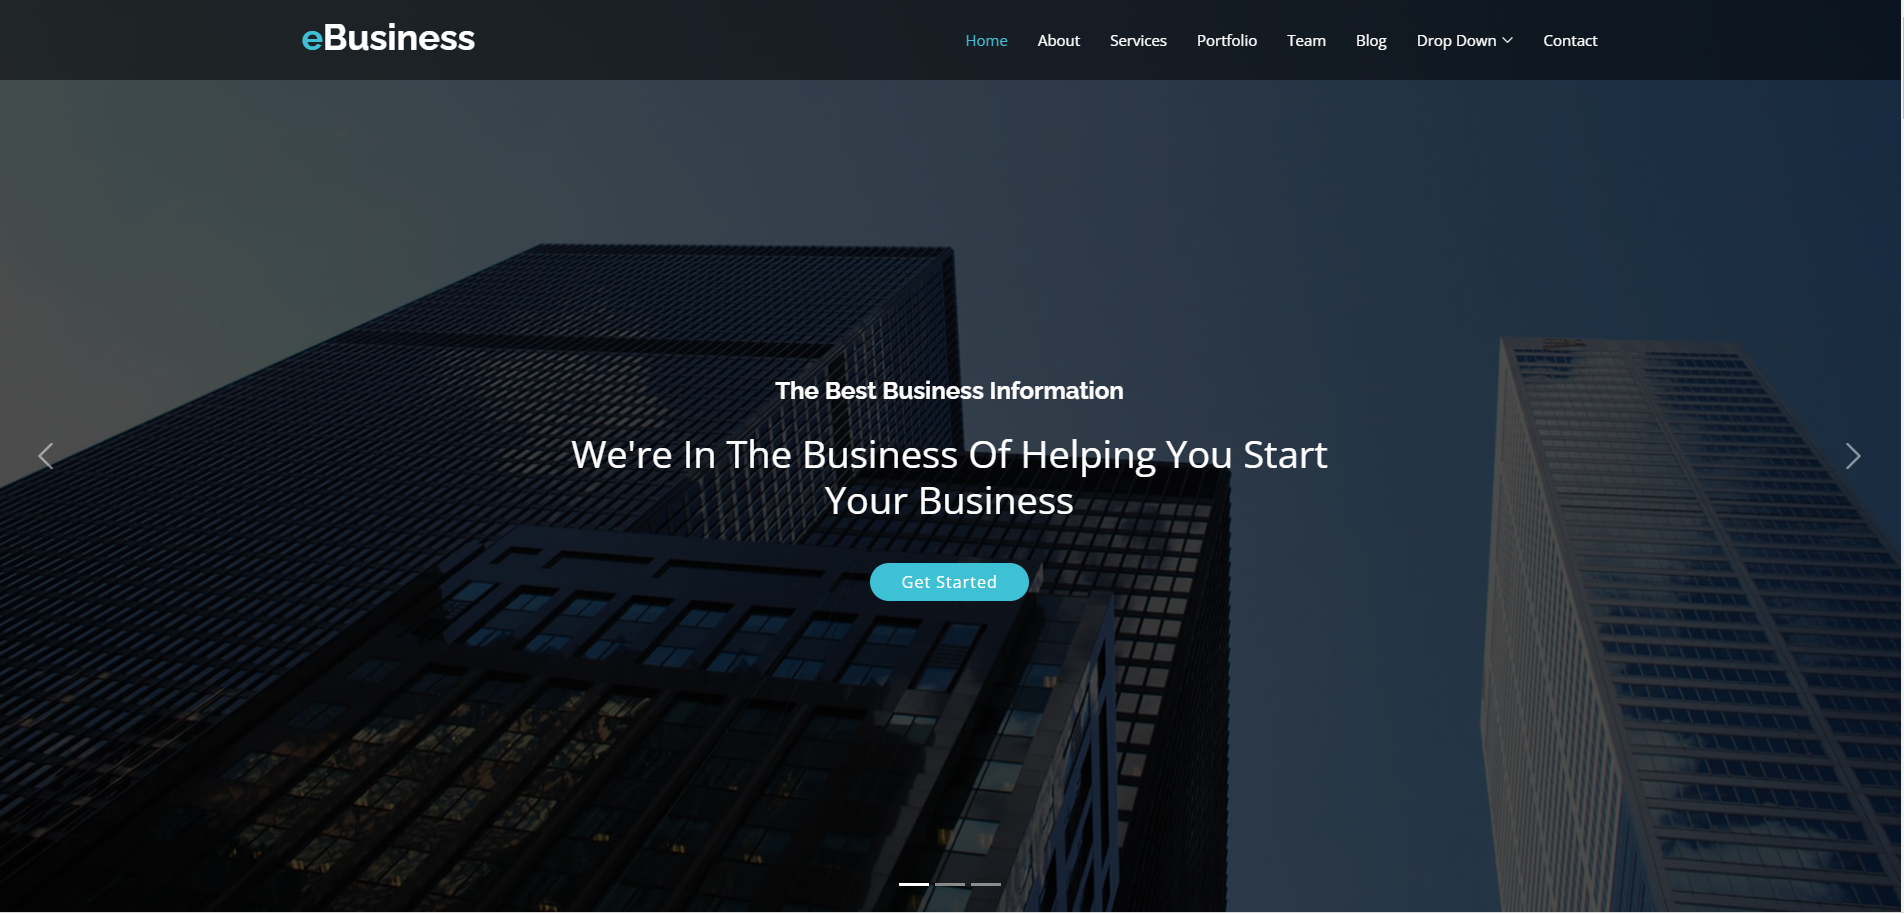 eBusiness
Home About Services Portfolio Team Blog Drop Down Contact
The Best Business Information
We're In The Business Of Helping You Start
Your Business
Get Started